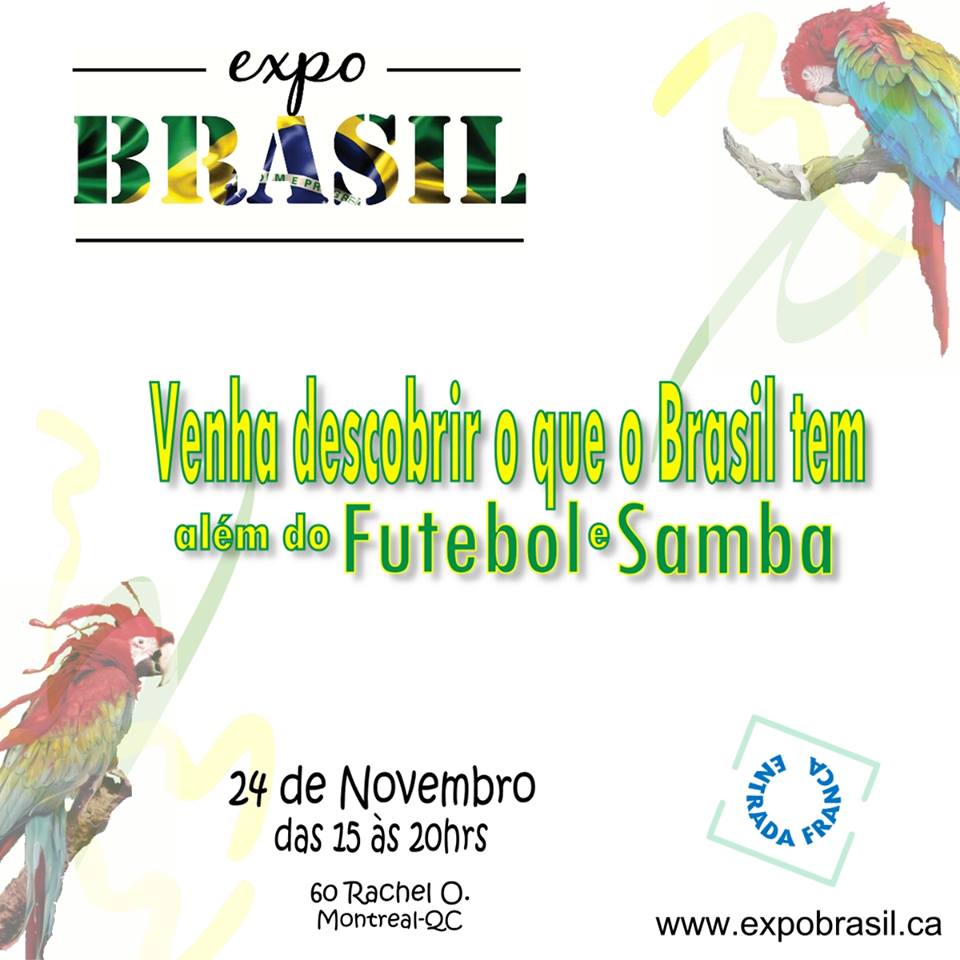 expo
BRASIL
Venha descobrir o que o Brasil tem
além do Futebol e Samba
24 de Novembro
das 15 às 20hrs
60 Rachel O.
Montreal-QC
ENTRADA FRANCA
www.expobrasil.ca